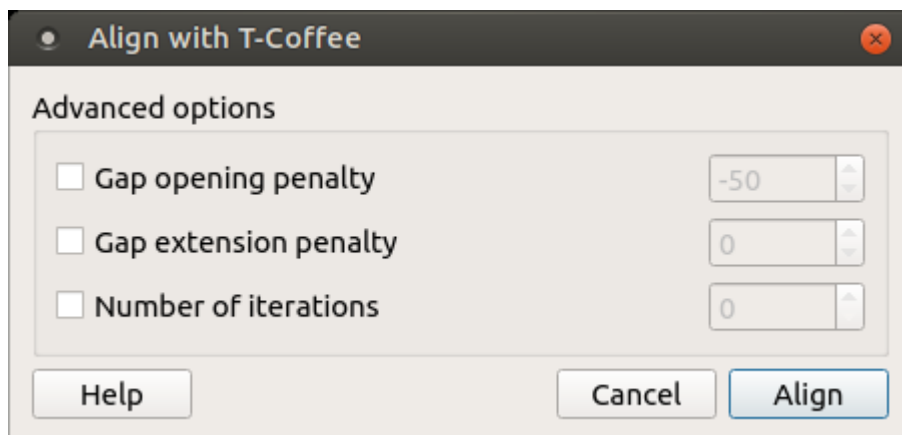 Align with T-Coffee
Advanced options
Gap opening penalty -50
Gap extension penalty 0
Number of iterations 0
Help Cancel Align